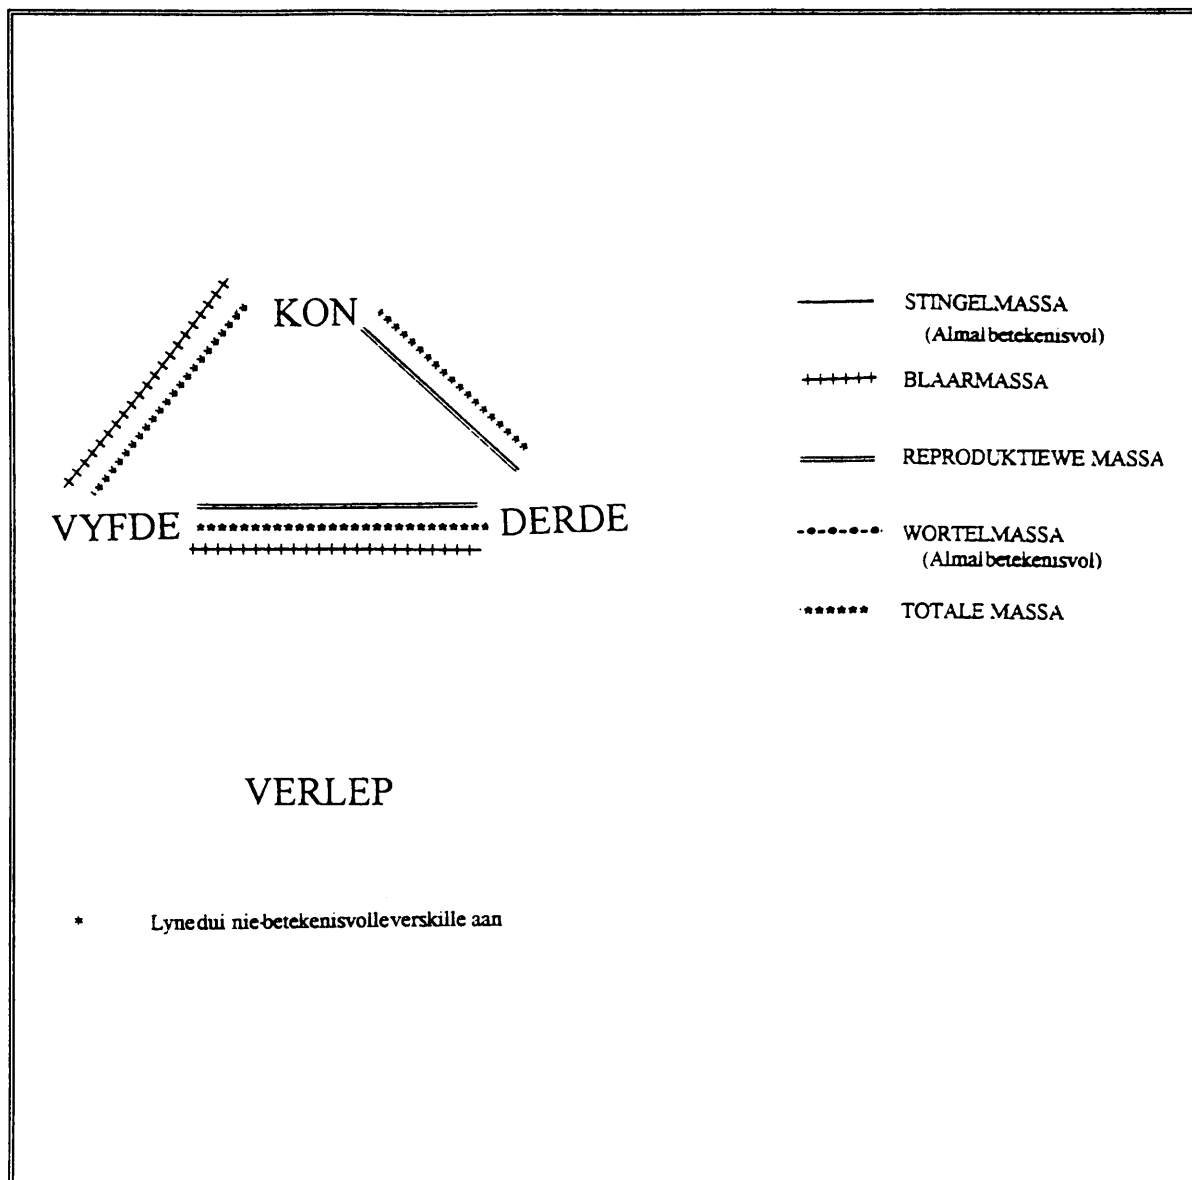 KON
VYFDE
DERDE
VERLEP
* Lyne dui nie-betekenisvolle verskille aan
STINGELMASSA
(Almal betekenisvol)
BLAARMASSA
REPRODUKTIEWE MASSA
WORTELMASSA
(Almal betekenisvol)
TOTALE MASSA